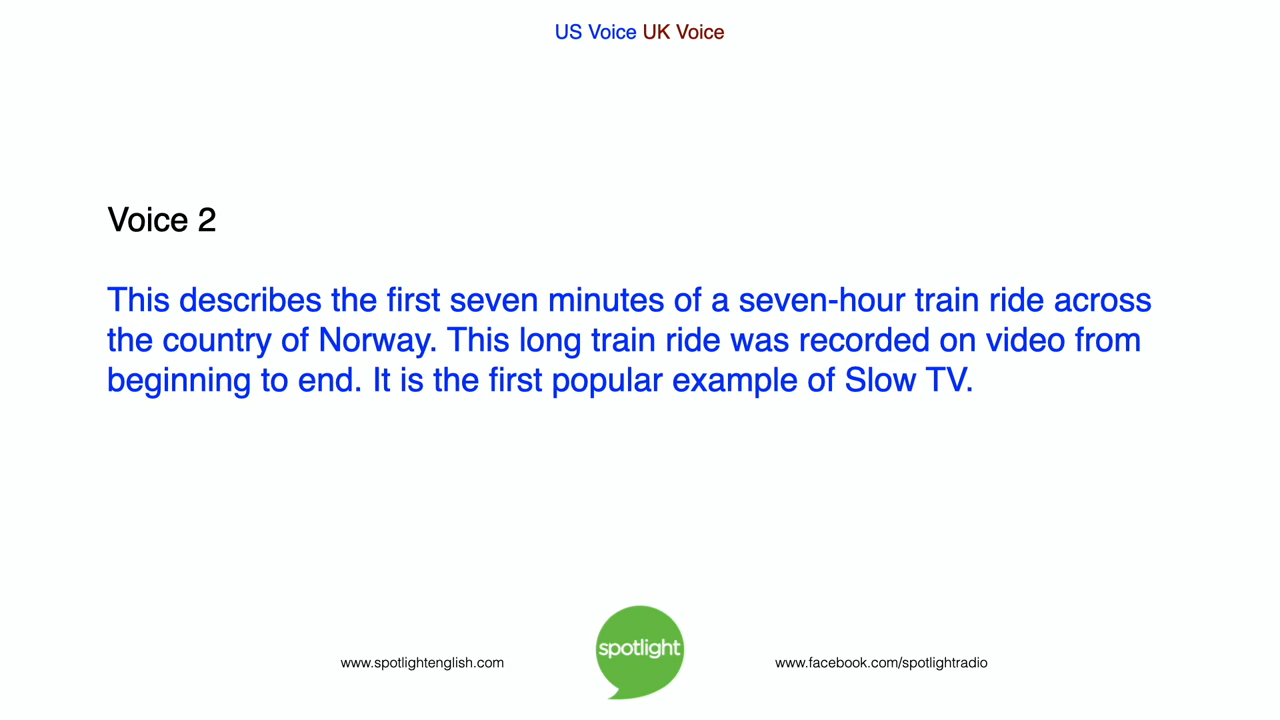 US Voice UK Voice
Voice 2
This describes the first seven minutes of a seven-hour train ride across
the country of Norway. This long train ride was recorded on video from
beginning to end. It is the first popular example of Slow TV.
spotlight
www.spotlightenglish.com
www.facebook.com/spotlightradio